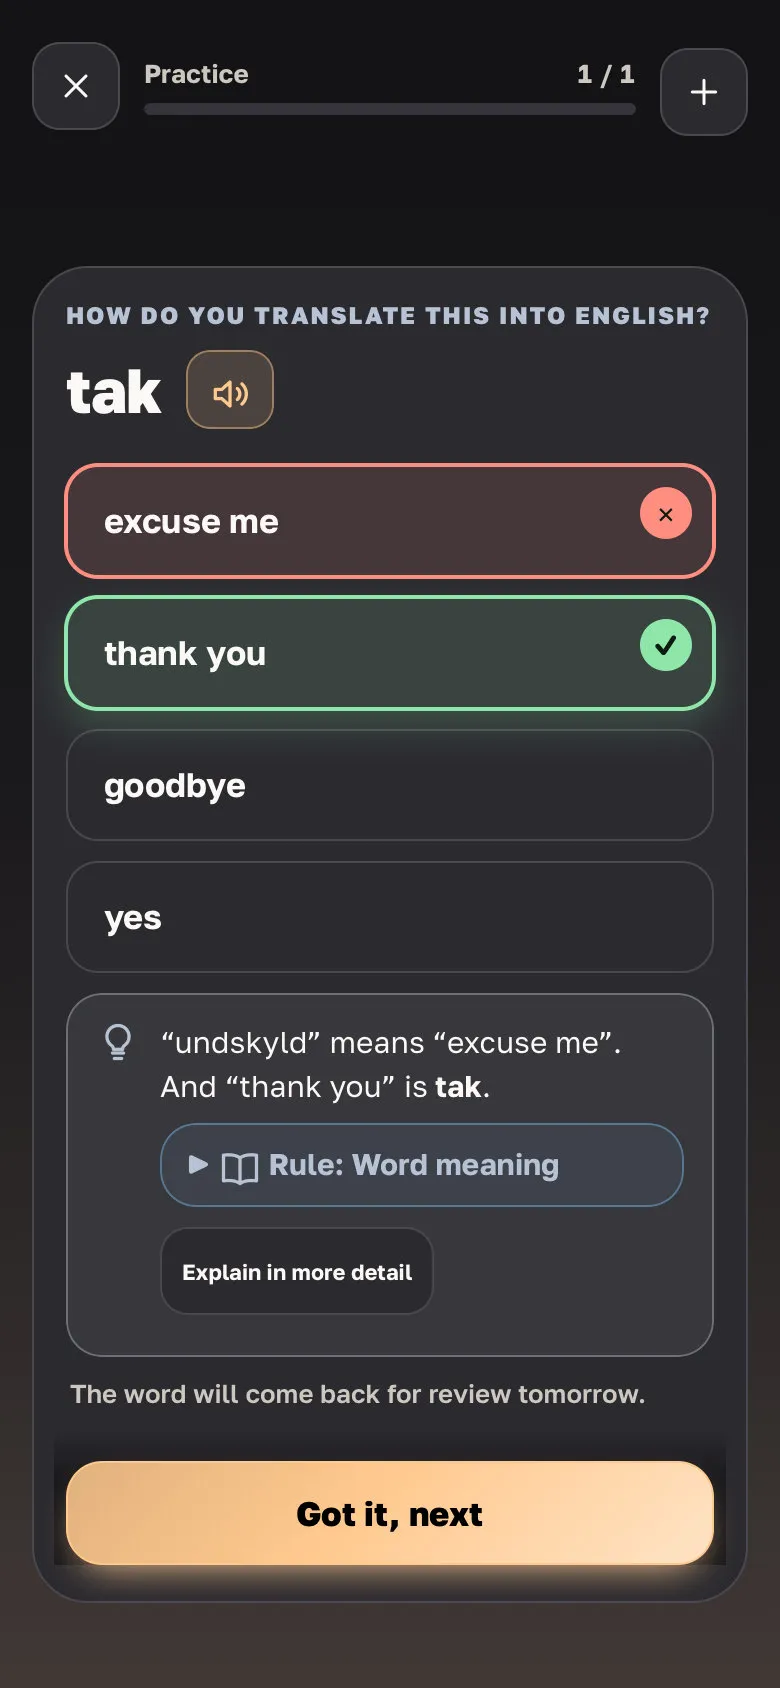 Practice
1 / 1
HOW DO YOU TRANSLATE THIS INTO ENGLISH?
tak
excuse me
thank you
goodbye
yes
“undskyld” means “excuse me”.
And “thank you” is tak.
Rule: Word meaning
Explain in more detail
The word will come back for review tomorrow.
Got it, next